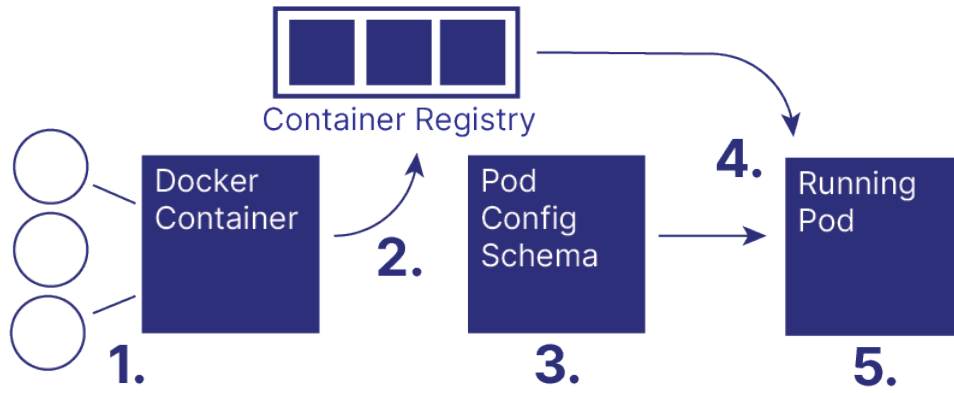 Container Registry
Docker
Container
1.
2.
Pod
Config
Schema
3.
4.
Running
Pod
5.